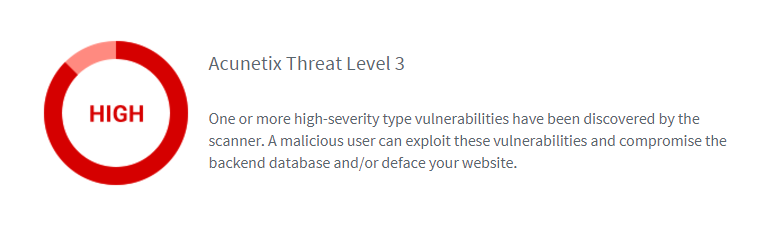 Acunetix Threat Level 3
HIGH
One or more high-severity type vulnerabilities have been discovered by the
scanner. A malicious user can exploit these vulnerabilities and compromise the
backend database and/or deface your website.